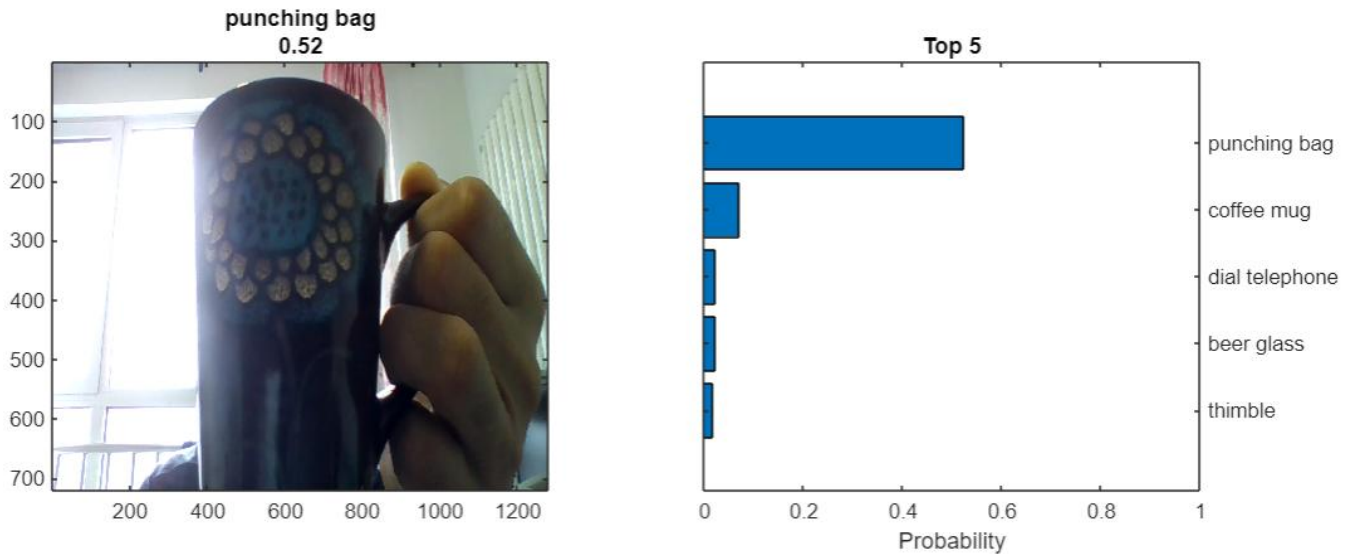 punching bag
0.52
100
200
300
400
500
600
700
200 400 600 800 1000 1200
Top 5
punching bag
coffee mug
dial telephone
beer glass
thimble
0 0.2 0.4 0.6 0.8 1
Probability